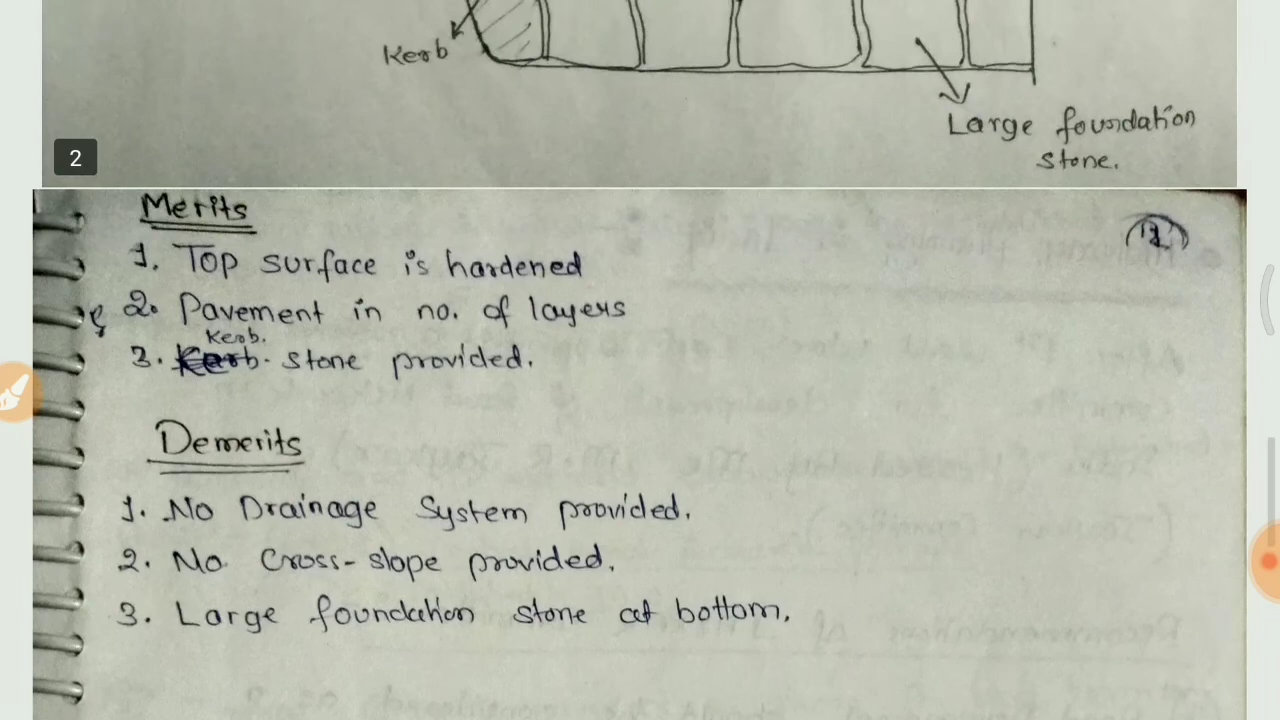 Kerb
Large foundation
stone.
2
Merits
1. Top surface is hardened
2. Pavement in no. of layers
Kerb.
3. Kerb. stone provided.
Demerits
1. No Drainage System provided.
2. No Cross-slope provided.
3. Large foundation stone at bottom.